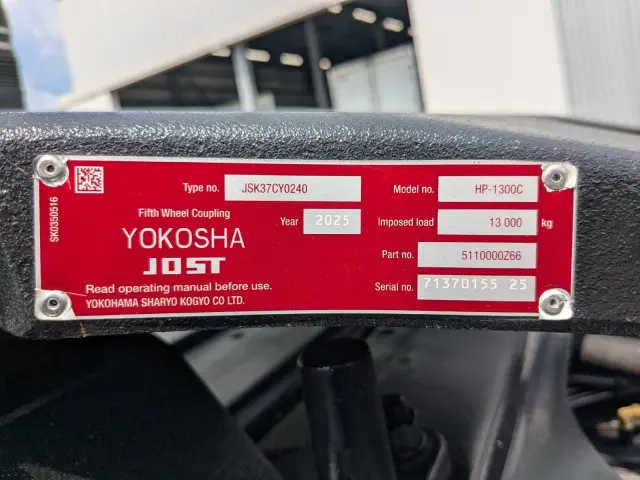 SK0350516
Type no. JSK37CY0240
Model no. HP-1300C
Fifth Wheel Coupling
Year 2025
Imposed load 13 000 kg
YOKOSHA
JOST
Part no. 5110000Z66
Serial no. 71370155 25
Read operating manual before use.
YOKOHAMA SHARYO KOGYO CO LTD.